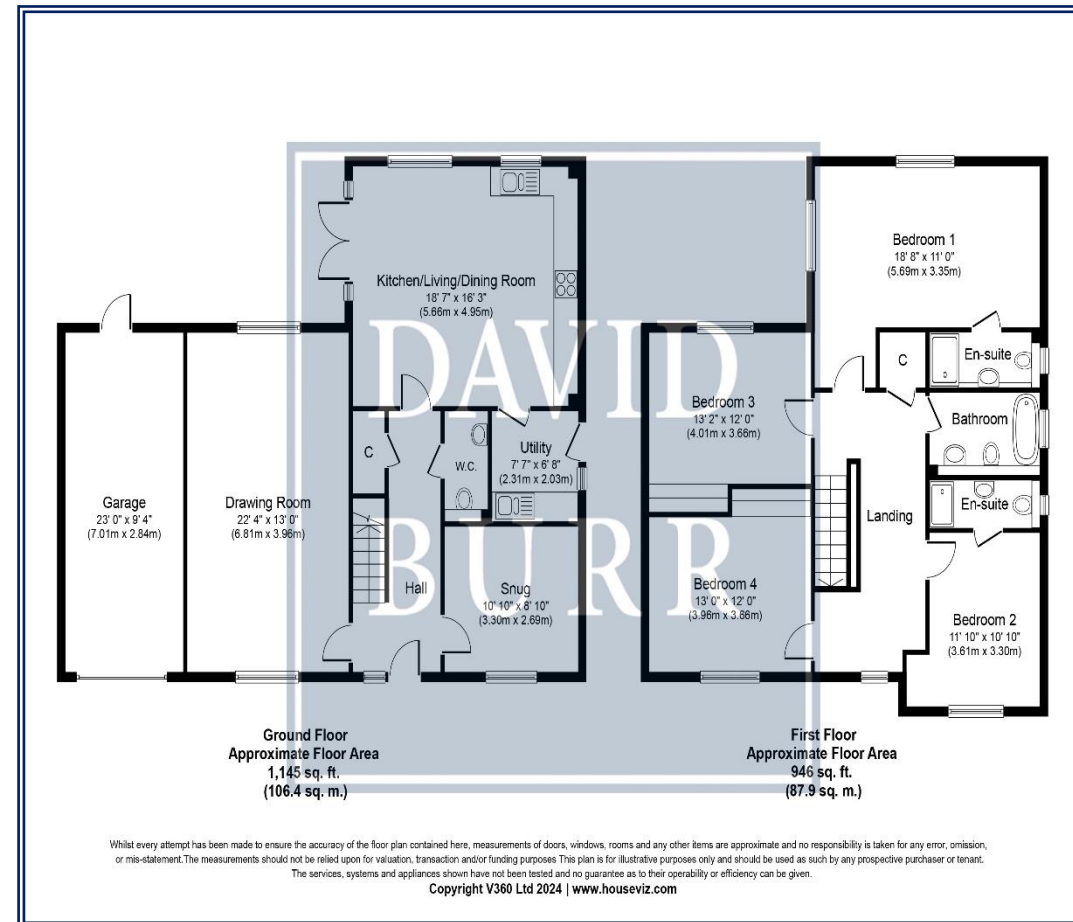 Kitchen/Living/Dining Room
18' 7" x 16' 3"
(5.66m x 4.95m)
C
W.C.
Utility
7' 7" x 6' 8"
(2.31m x 2.03m)
Garage
23' 0" x 9' 4"
(7.01m x 2.84m)
Drawing Room
22' 4" x 13' 0"
(6.81m x 3.96m)
Hall
Snug
10' 10" x 8' 10"
(3.30m x 2.69m)
Ground Floor
Approximate Floor Area
1,145 sq. ft.
(106.4 sq. m.)
Bedroom 1
18' 8" x 11' 0"
(5.69m x 3.35m)
C
En-suite
Bedroom 3
13' 2" x 12' 0"
(4.01m x 3.66m)
Bathroom
En-suite
Landing
Bedroom 4
13' 0" x 12' 0"
(3.96m x 3.66m)
Bedroom 2
11' 10" x 10' 10"
(3.61m x 3.30m)
First Floor
Approximate Floor Area
946 sq. ft.
(87.9 sq. m.)
DAVID
BURR
Whilst every attempt has been made to ensure the accuracy of the floor plan contained here, measurements of doors, windows, rooms and any other items are approximate and no responsibility is taken for any error, omission,
or mis-statement.The measurements should not be relied upon for valuation, transaction and/or funding purposes This plan is for illustrative purposes only and should be used as such by any prospective purchaser or tenant.
The services, systems and appliances shown have not been tested and no guarantee as to their operability or efficiency can be given.
Copyright V360 Ltd 2024 | www.houseviz.com